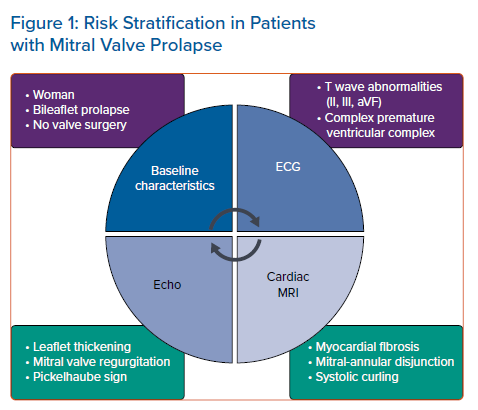 Figure 1: Risk Stratification in Patients
with Mitral Valve Prolapse
• Woman
• Bileaflet prolapse
• No valve surgery
• T wave abnormalities
(II, III, aVF)
• Complex premature
ventricular complex
Baseline
characteristics
ECG
Echo
Cardiac
MRI
• Leaflet thickening
• Mitral valve regurgitation
• Pickelhaube sign
• Myocardial fibrosis
• Mitral-annular disjunction
• Systolic curling